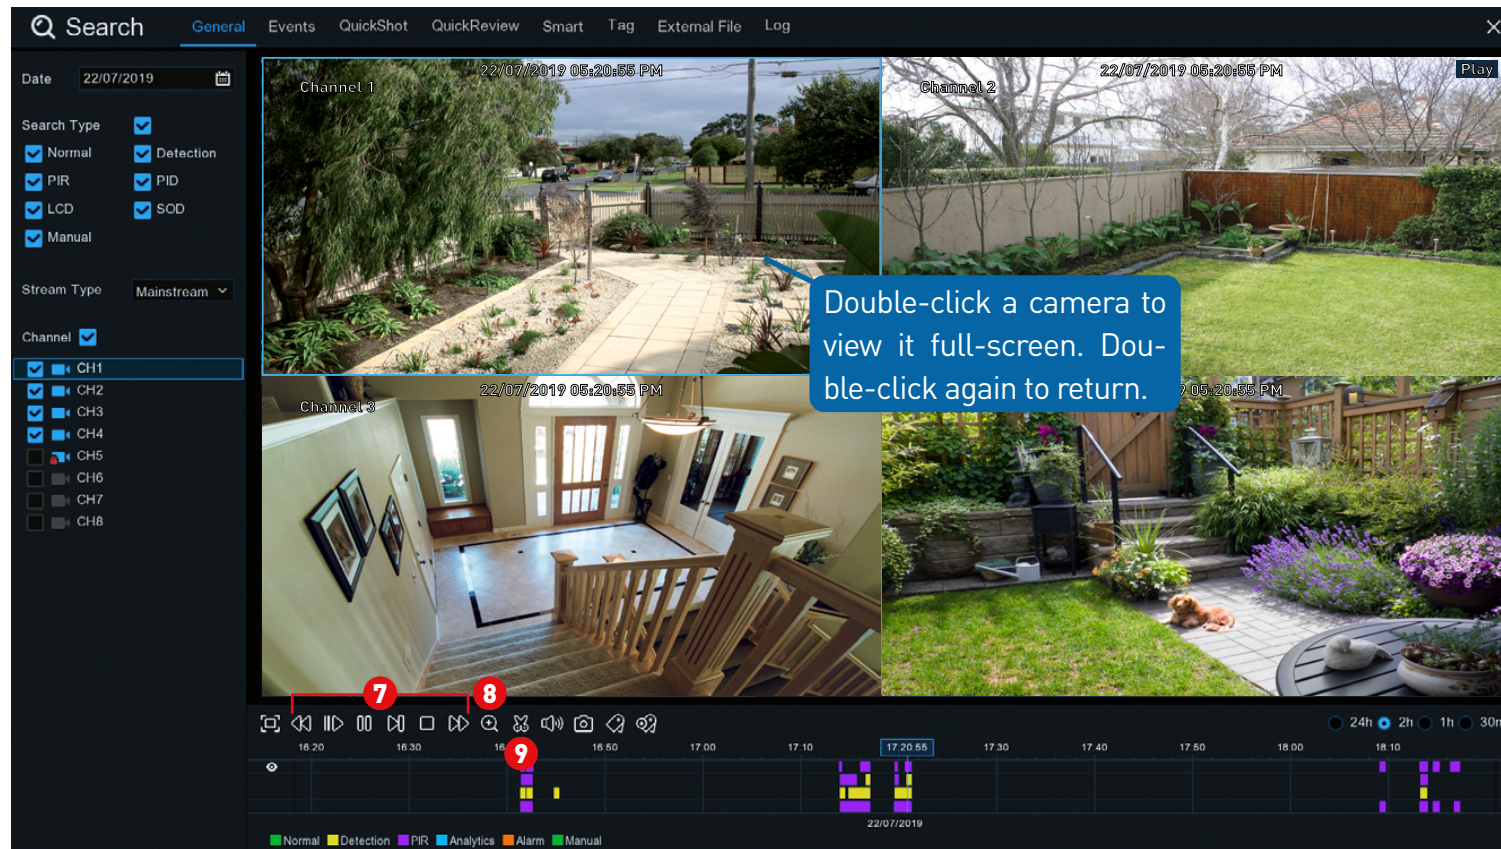 Search General Events QuickShot QuickReview Smart Tag External File Log
Date 22/07/2019
Search Type
Normal Detection
PIR PID
LCD SOD
Manual
Stream Type Mainstream
Channel
CH1
CH2
CH3
CH4
CH5
CH6
CH7
CH8
22/07/2019 05:20:55 PM
Channel 1
22/07/2019 05:20:55 PM
Channel 2
Play
Double-click a camera to
view it full-screen. Dou-
ble-click again to return.
22/07/2019 05:20:55 PM
Channel 3
05:20:55 PM
7 8
24h 2h 1h 30m
9
16:20 16:30 16:50 17:00 17:10 17:20:55 17:30 17:40 17:50 18:00 18:10
22/07/2019
Normal Detection PIR Analytics Alarm Manual